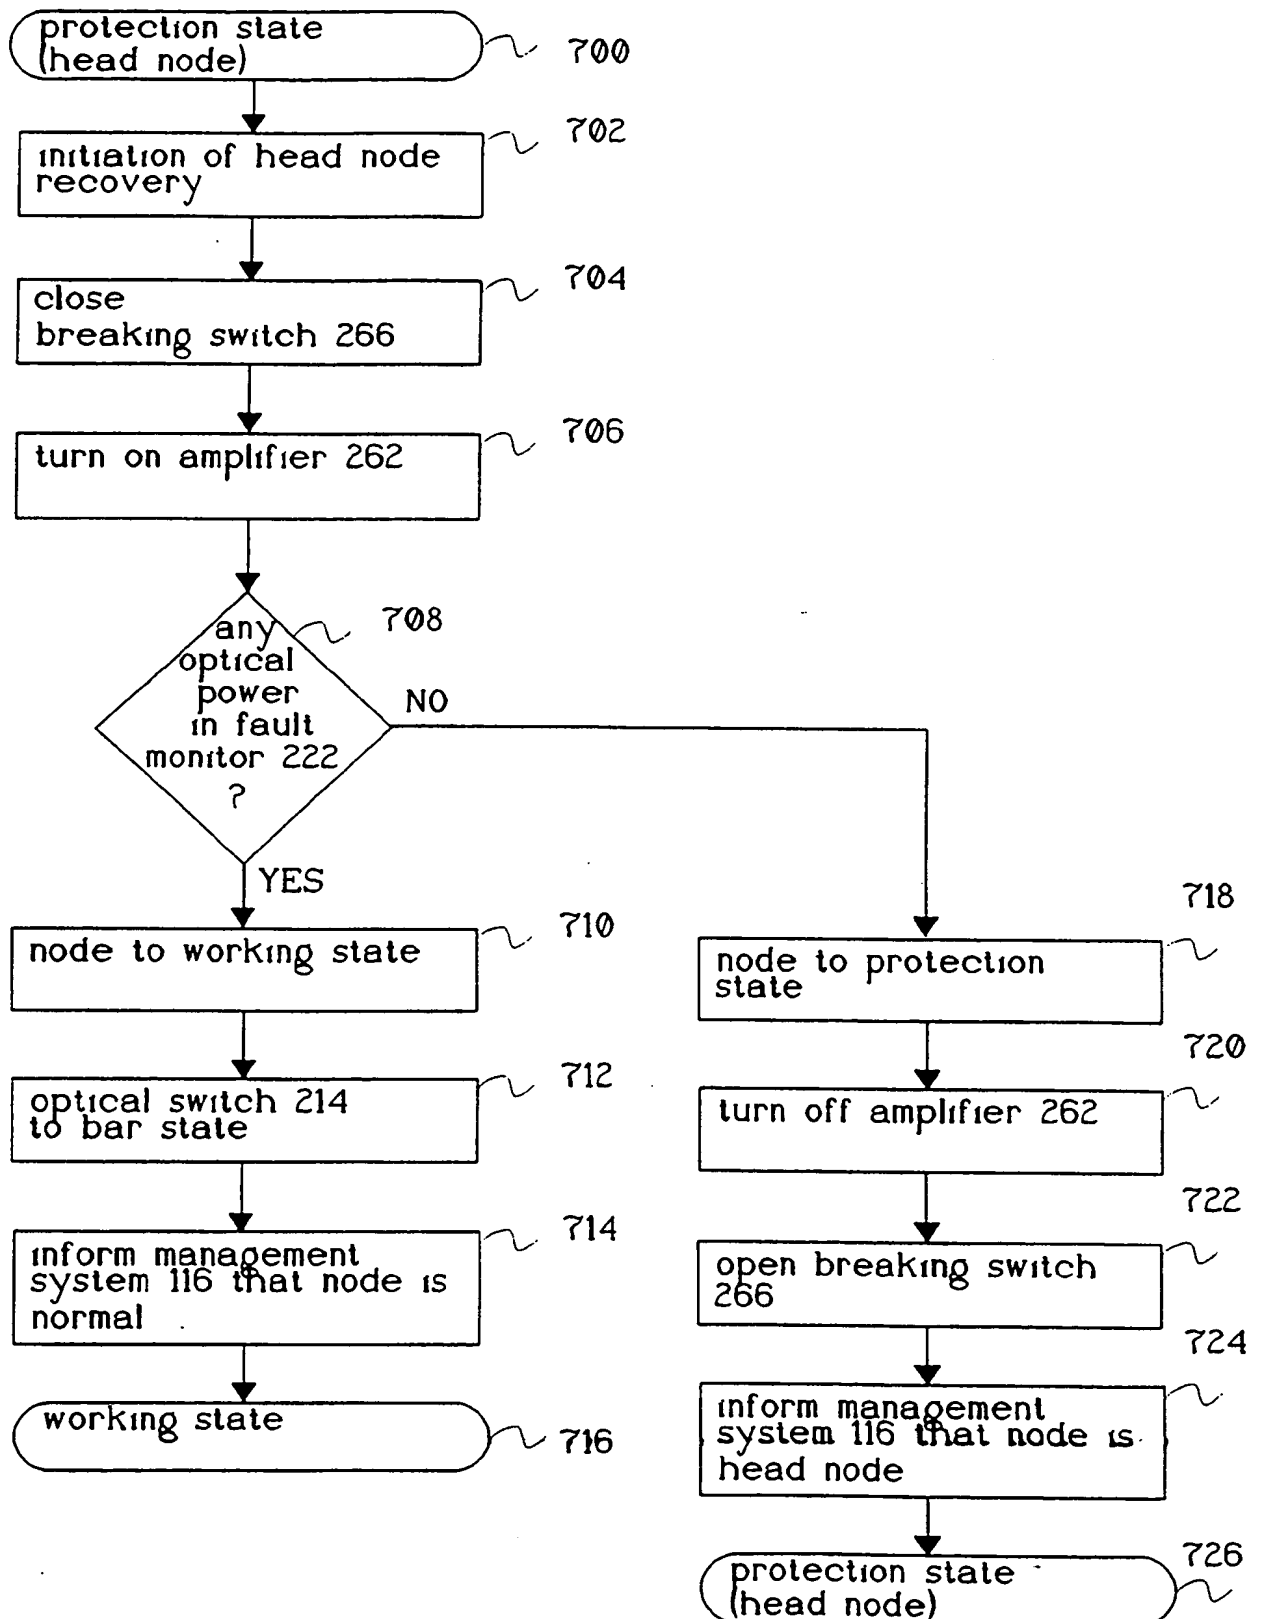 protection state
(head node)
700
702
initiation of head node
recovery
704
close
breaking switch 266
706
turn on amplifier 262
708
any
optical
power
in fault
monitor 222
?
NO
YES
710
node to working state
712
optical switch 214
to bar state
714
inform management
system 116 that node is
normal
working state
716
718
node to protection
state
720
turn off amplifier 262
722
open breaking switch
266
724
inform management
system 116 that node is
head node
726
protection state
(head node)